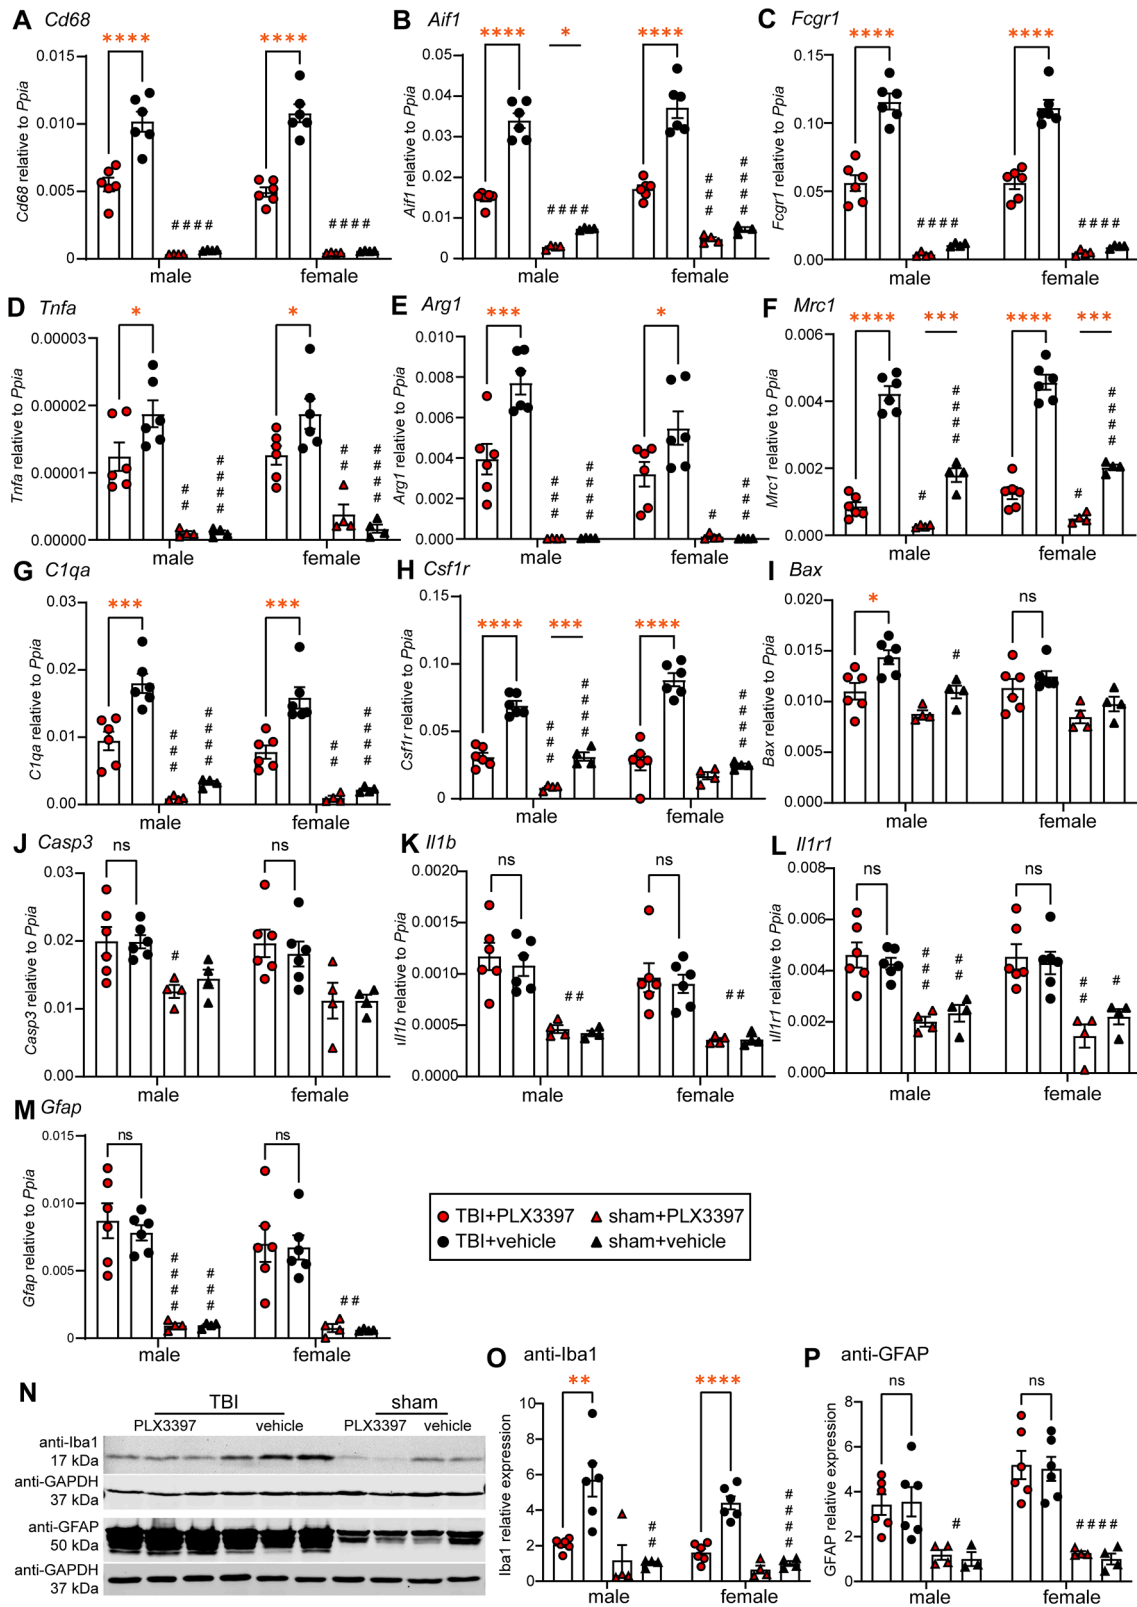 A Cd68
**** ****
Cd68 relative to Ppia
0.015
0.010
0.005
0
#### ####
male female
B Aif1
**** * ****
Aif1 relative to Ppia
0.05
0.04
0.03
0.02
0.01
0
#### ### ####
male female
C Fcgr1
**** ****
Fcgr1 relative to Ppia
0.15
0.10
0.05
0.00
#### ####
male female
D Tnfa
* *
Tnfa relative to Ppia
0.00003
0.00002
0.00001
0.00000
## #### ## ####
male female
E Arg1
*** *
Arg1 relative to Ppia
0.010
0.008
0.006
0.004
0.002
0.000
### #### # ###
male female
F Mrc1
**** *** **** ***
Mrc1 relative to Ppia
0.006
0.004
0.002
0.000
# #### # ####
male female
G C1qa
*** ***
C1qa relative to Ppia
0.03
0.02
0.01
0.00
### #### ## ####
male female
H Csf1r
**** *** ****
Csf1r relative to Ppia
0.15
0.10
0.05
0
### #### ####
male female
I Bax
* ns
Bax relative to Ppia
0.020
0.015
0.010
0.005
0.000
#
male female
J Casp3
ns ns
Casp3 relative to Ppia
0.03
0.02
0.01
0.00
#
male female
K Il1b
ns ns
Il1b relative to Ppia
0.0020
0.0015
0.0010
0.0005
0.0000
## ##
male female
L Il1r1
ns ns
Il1r1 relative to Ppia
0.008
0.006
0.004
0.002
0.000
### ## ## #
male female
M Gfap
ns ns
Gfap relative to Ppia
0.015
0.010
0.005
0
#### ### ##
male female
TBI+PLX3397 sham+PLX3397
TBI+vehicle sham+vehicle
N
TBI sham
PLX3397 vehicle PLX3397 vehicle
anti-Iba1
17 kDa
anti-GAPDH
37 kDa
anti-GFAP
50 kDa
anti-GAPDH
37 kDa
O anti-Iba1
** ****
Iba1 relative expression
10
8
6
4
2
0
## ####
male female
P anti-GFAP
ns ns
GFAP relative expression
8
6
4
2
0
# ####
male female